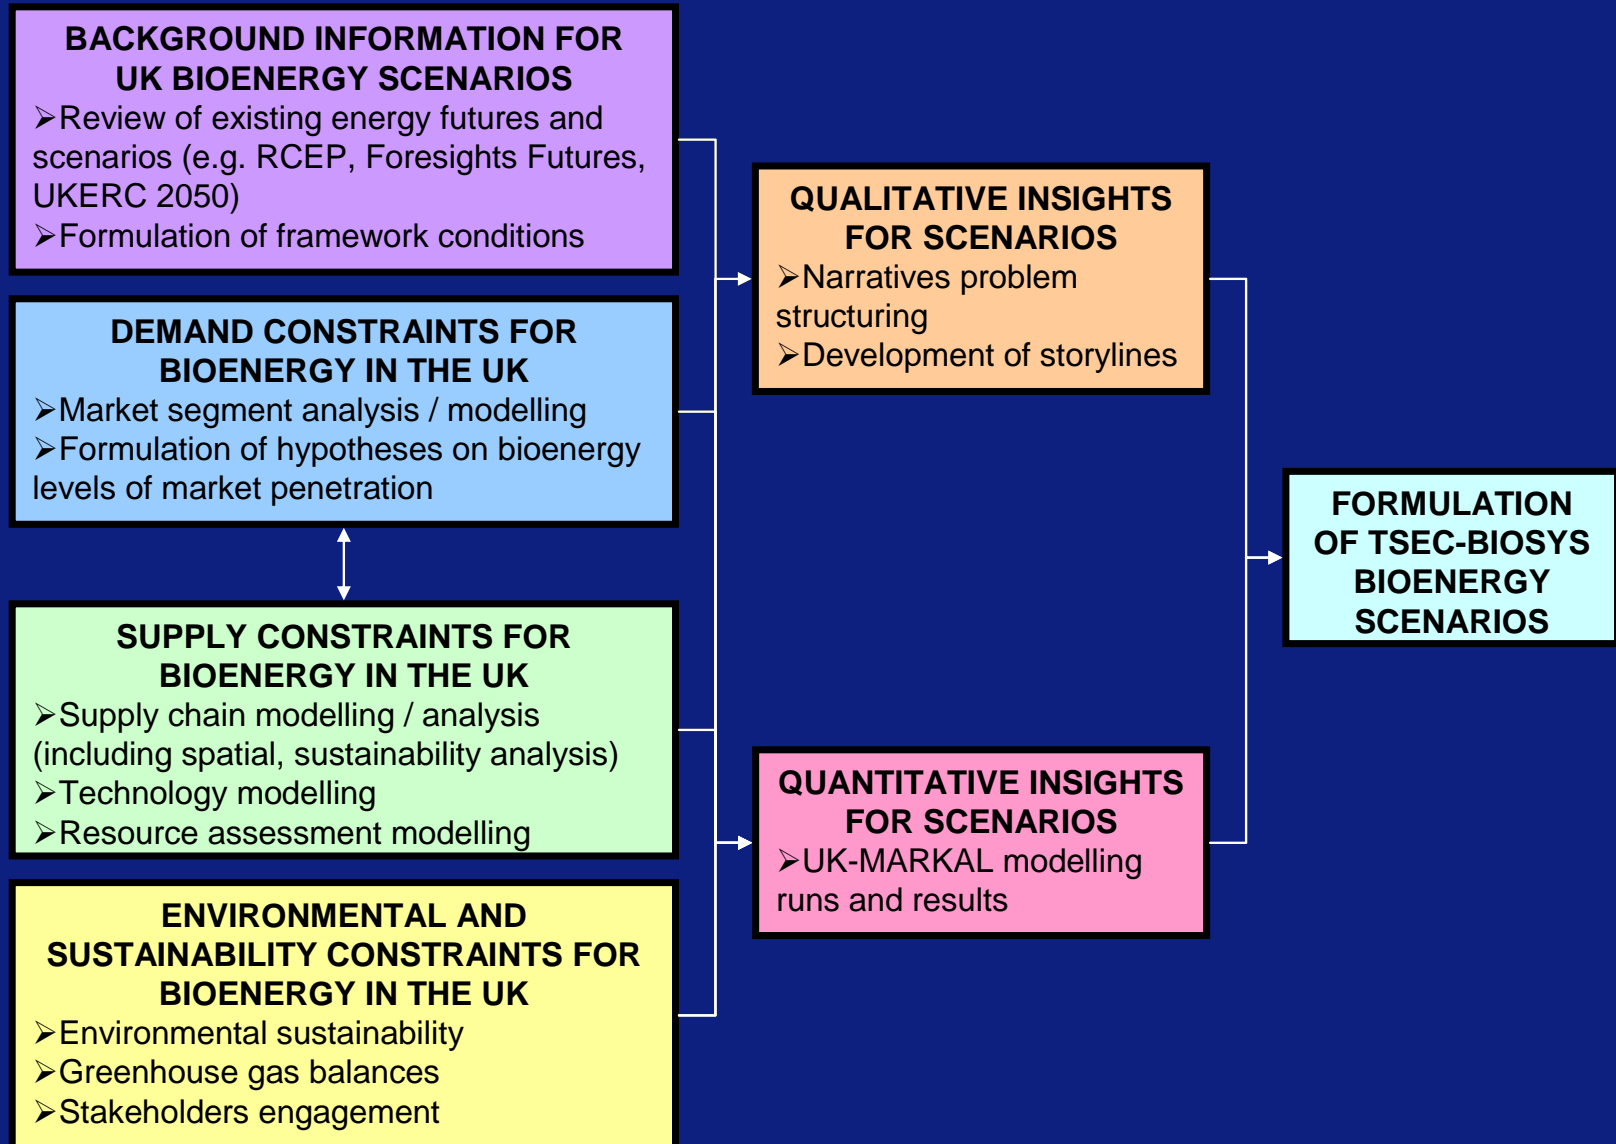 BACKGROUND INFORMATION FOR
UK BIOENERGY SCENARIOS
➢Review of existing energy futures and
scenarios (e.g. RCEP, Foresights Futures,
UKERC 2050)
➢Formulation of framework conditions
DEMAND CONSTRAINTS FOR
BIOENERGY IN THE UK
➢Market segment analysis / modelling
➢Formulation of hypotheses on bioenergy
levels of market penetration
SUPPLY CONSTRAINTS FOR
BIOENERGY IN THE UK
➢Supply chain modelling / analysis
(including spatial, sustainability analysis)
➢Technology modelling
➢Resource assessment modelling
ENVIRONMENTAL AND
SUSTAINABILITY CONSTRAINTS FOR
BIOENERGY IN THE UK
➢Environmental sustainability
➢Greenhouse gas balances
➢Stakeholders engagement
QUALITATIVE INSIGHTS
FOR SCENARIOS
➢Narratives problem
structuring
➢Development of storylines
QUANTITATIVE INSIGHTS
FOR SCENARIOS
➢UK-MARKAL modelling
runs and results
FORMULATION
OF TSEC-BIOSYS
BIOENERGY
SCENARIOS